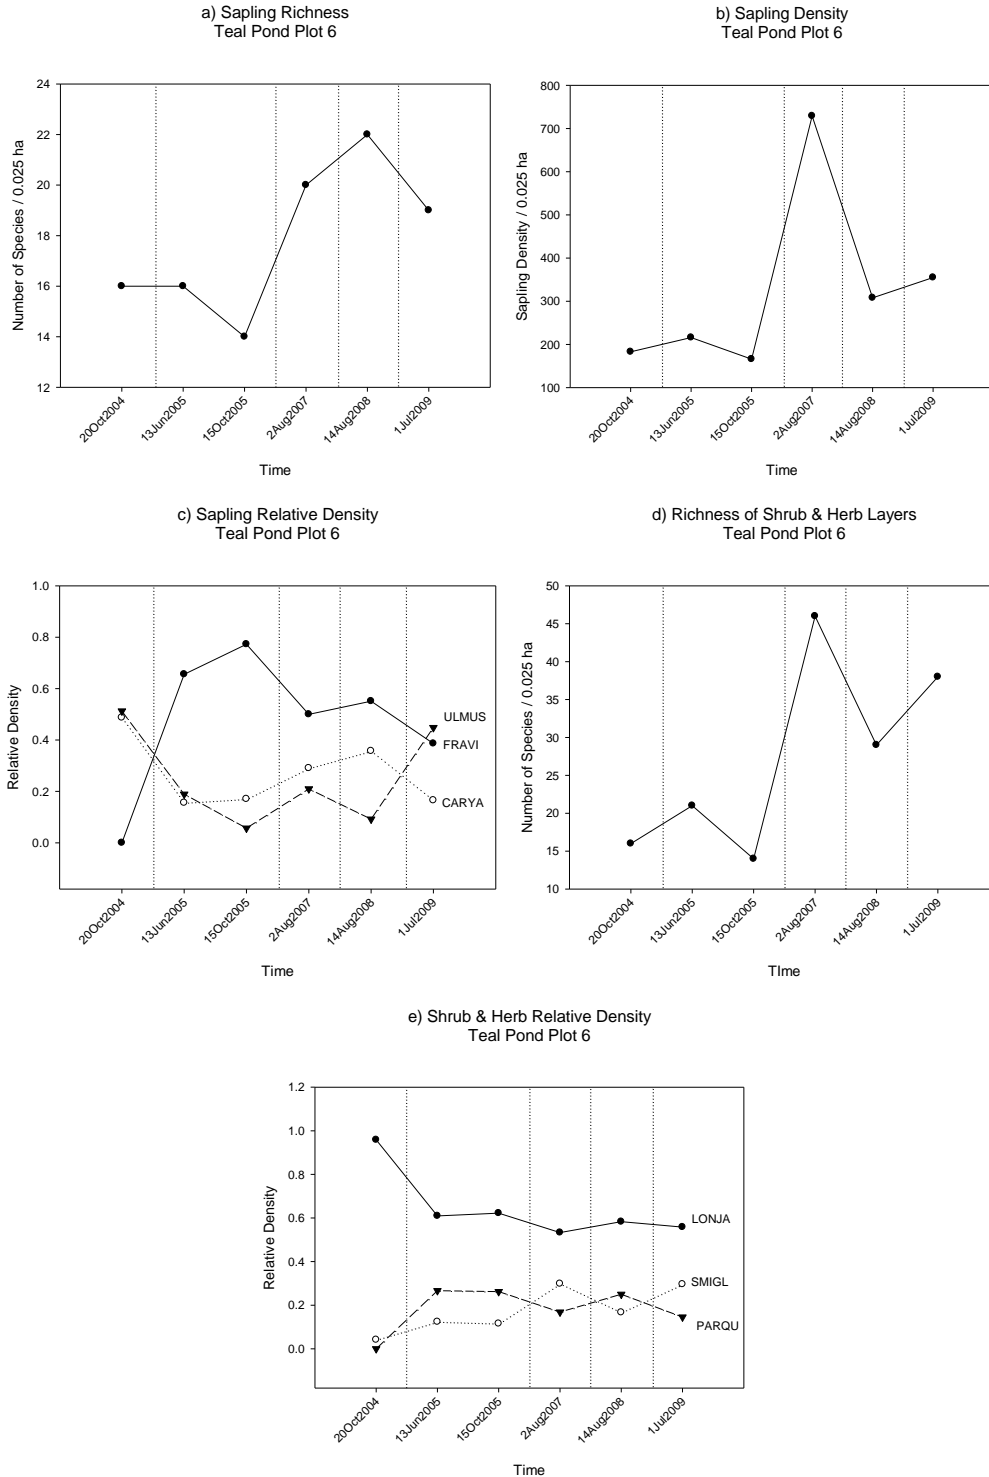 a) Sapling Richness
Teal Pond Plot 6
Number of Species / 0.025 ha
24
22
20
18
16
14
12
20Oct2004
13Jun2005
15Oct2005
2Aug2007
14Aug2008
1Jul2009
Time
b) Sapling Density
Teal Pond Plot 6
Sapling Density / 0.025 ha
800
700
600
500
400
300
200
100
20Oct2004
13Jun2005
15Oct2005
2Aug2007
14Aug2008
1Jul2009
Time
c) Sapling Relative Density
Teal Pond Plot 6
Relative Density
1.0
0.8
0.6
0.4
0.2
0.0
ULMUS
FRAVI
CARYA
20Oct2004
13Jun2005
15Oct2005
2Aug2007
14Aug2008
1Jul2009
Time
d) Richness of Shrub & Herb Layers
Teal Pond Plot 6
Number of Species / 0.025 ha
50
45
40
35
30
25
20
15
10
20Oct2004
13Jun2005
15Oct2005
2Aug2007
14Aug2008
1Jul2009
TIme
e) Shrub & Herb Relative Density
Teal Pond Plot 6
Relative Density
1.2
1.0
0.8
0.6
0.4
0.2
0.0
LONJA
SMIGL
PARQU
20Oct2004
13Jun2005
15Oct2005
2Aug2007
14Aug2008
1Jul2009
Time